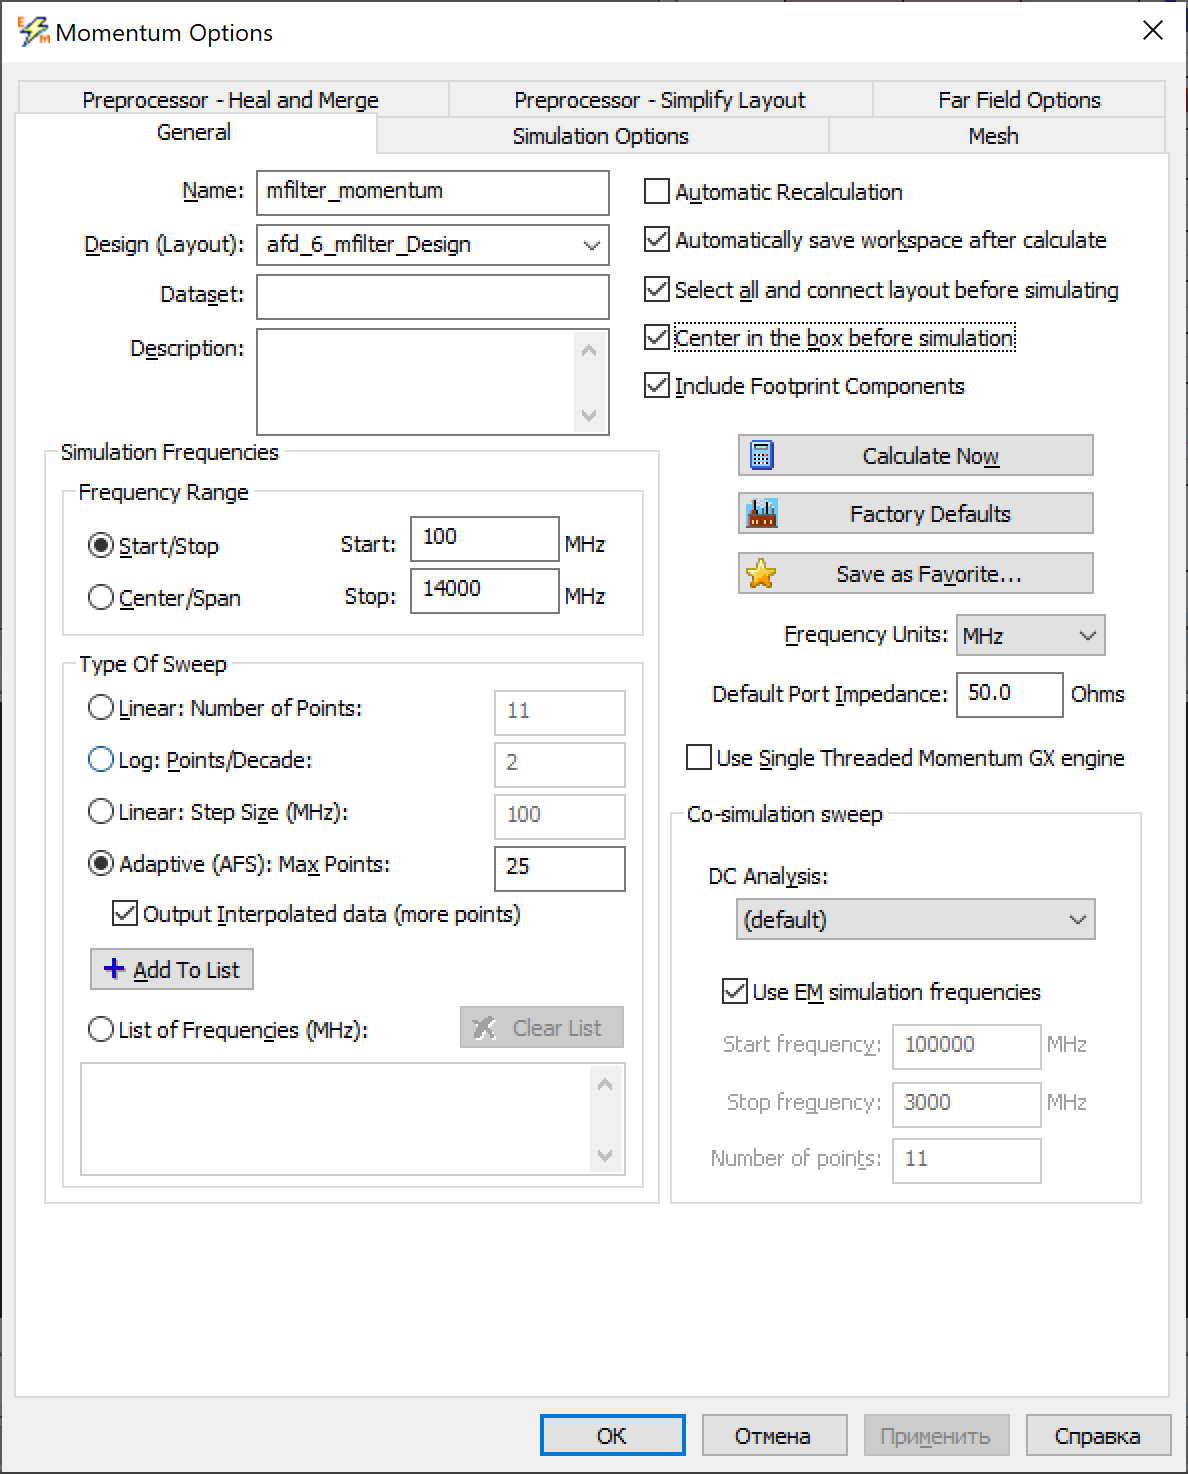 Momentum Options
Preprocessor - Heal and Merge
Preprocessor - Simplify Layout
Far Field Options
General
Simulation Options
Mesh
Name: mfilter_momentum
Design (Layout): afd_6_mfilter_Design
Dataset:
Description:
Automatic Recalculation
Automatically save workspace after calculate
Select all and connect layout before simulating
Center in the box before simulation
Include Footprint Components
Simulation Frequencies
Frequency Range
Start/Stop
Start: 100 MHz
Center/Span
Stop: 14000 MHz
Type Of Sweep
Linear: Number of Points: 11
Log: Points/Decade: 2
Linear: Step Size (MHz): 100
Adaptive (AFS): Max Points: 25
Output Interpolated data (more points)
Add To List
List of Frequencies (MHz):
Clear List
Calculate Now
Factory Defaults
Save as Favorite...
Frequency Units: MHz
Default Port Impedance: 50.0 Ohms
Use Single Threaded Momentum GX engine
Co-simulation sweep
DC Analysis:
(default)
Use EM simulation frequencies
Start frequency: 100000 MHz
Stop frequency: 3000 MHz
Number of points: 11
OK
Отмена
Применить
Справка